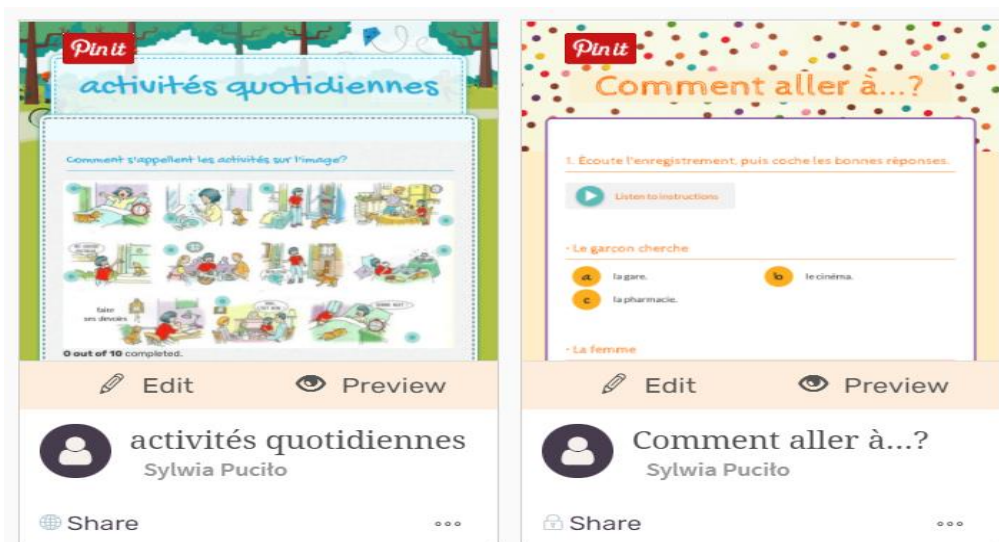 Pin it
activités quotidiennes
Comment s'appellent les activités sur l'image?
faire
ses devoirs
0 out of 10 completed.
Edit
Preview
activités quotidiennes
Sylwia Puciło
Share
Pin it
Comment aller à...?
1. Écoute l'enregistrement, puis coche les bonnes réponses.
Listen to instructions
• Le garçon cherche
a la gare.
b le cinéma.
c la pharmacie.
• La femme
Edit
Preview
Comment aller à...?
Sylwia Puciło
Share